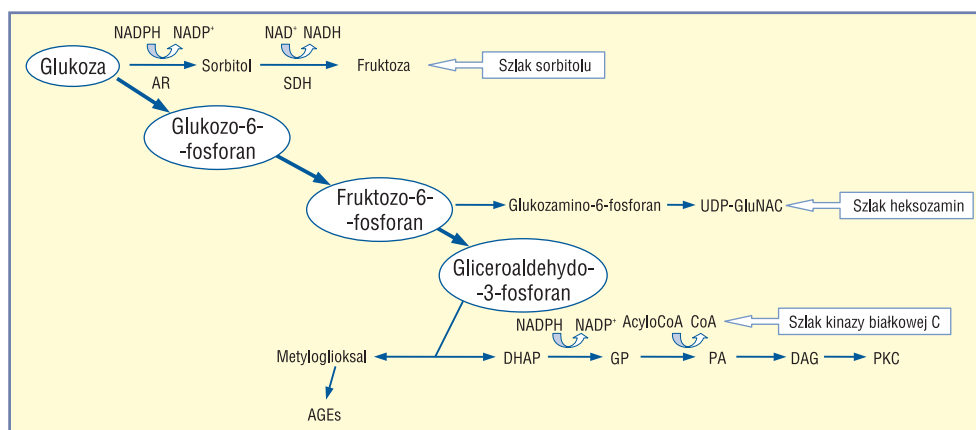 NADPH NADP+ NAD+ NADH
Glukoza Sorbitol Fruktoza Szlak sorbitolu
AR SDH
Glukozo-6-
-fosforan
Fruktozo-6-
-fosforan
Glukozamino-6-fosforan UDP-GluNAC Szlak heksozamin
Gliceroaldehydo-
-3-fosforan
NADPH NADP+ AcyloCoA CoA Szlak kinazy białkowej C
Metyloglioksal DHAP GP PA DAG PKC
AGEs